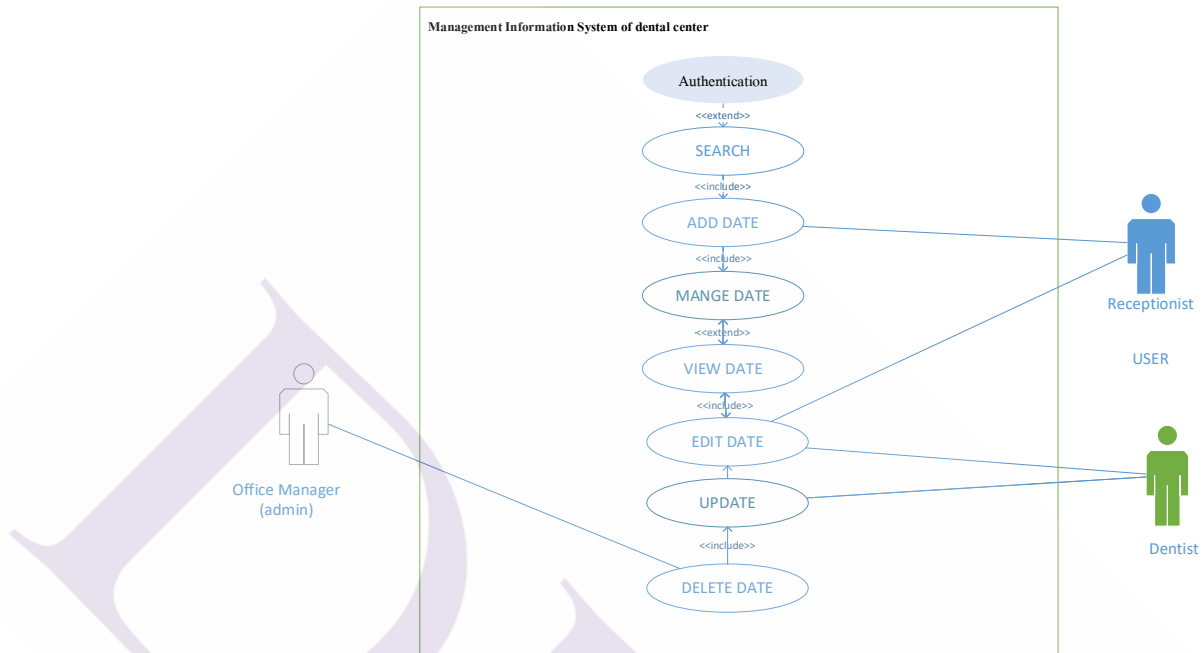 Management Information System of dental center
Authentication
<<extend>>
SEARCH
<<include>>
ADD DATE
<<include>>
MANGE DATE
<<extend>>
VIEW DATE
<<include>>
EDIT DATE
UPDATE
<<include>>
DELETE DATE
Receptionist
USER
Dentist
Office Manager
(admin)